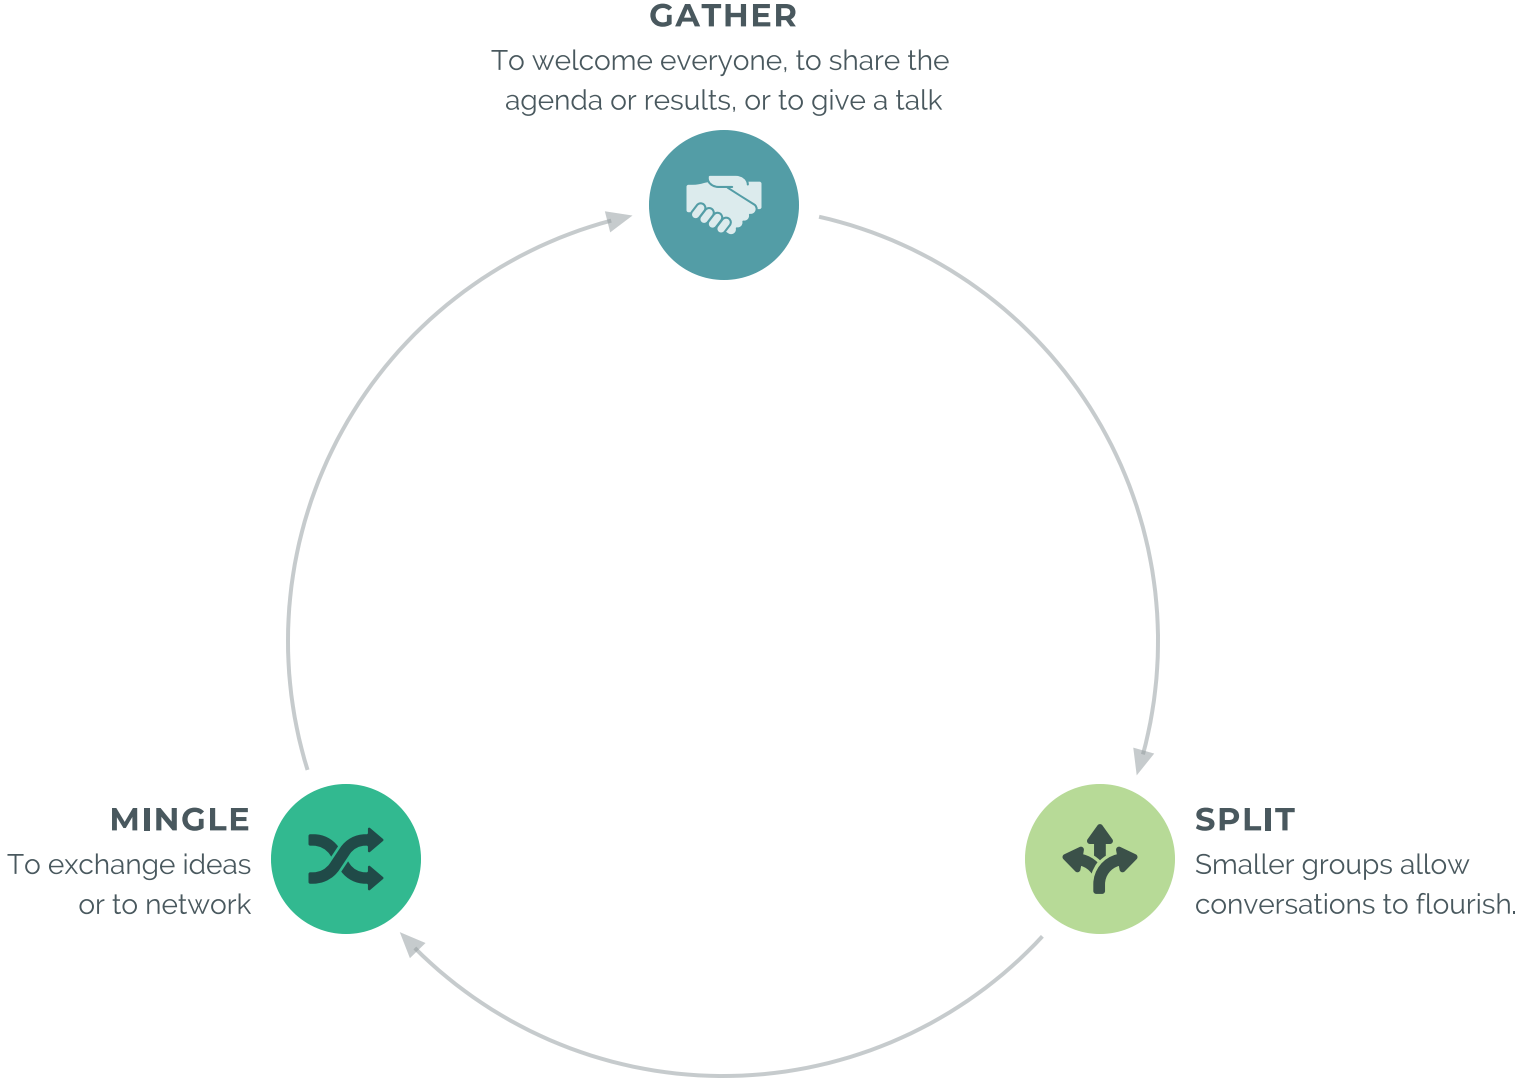 GATHER
To welcome everyone, to share the
agenda or results, or to give a talk
MINGLE
To exchange ideas
or to network
SPLIT
Smaller groups allow
conversations to flourish.